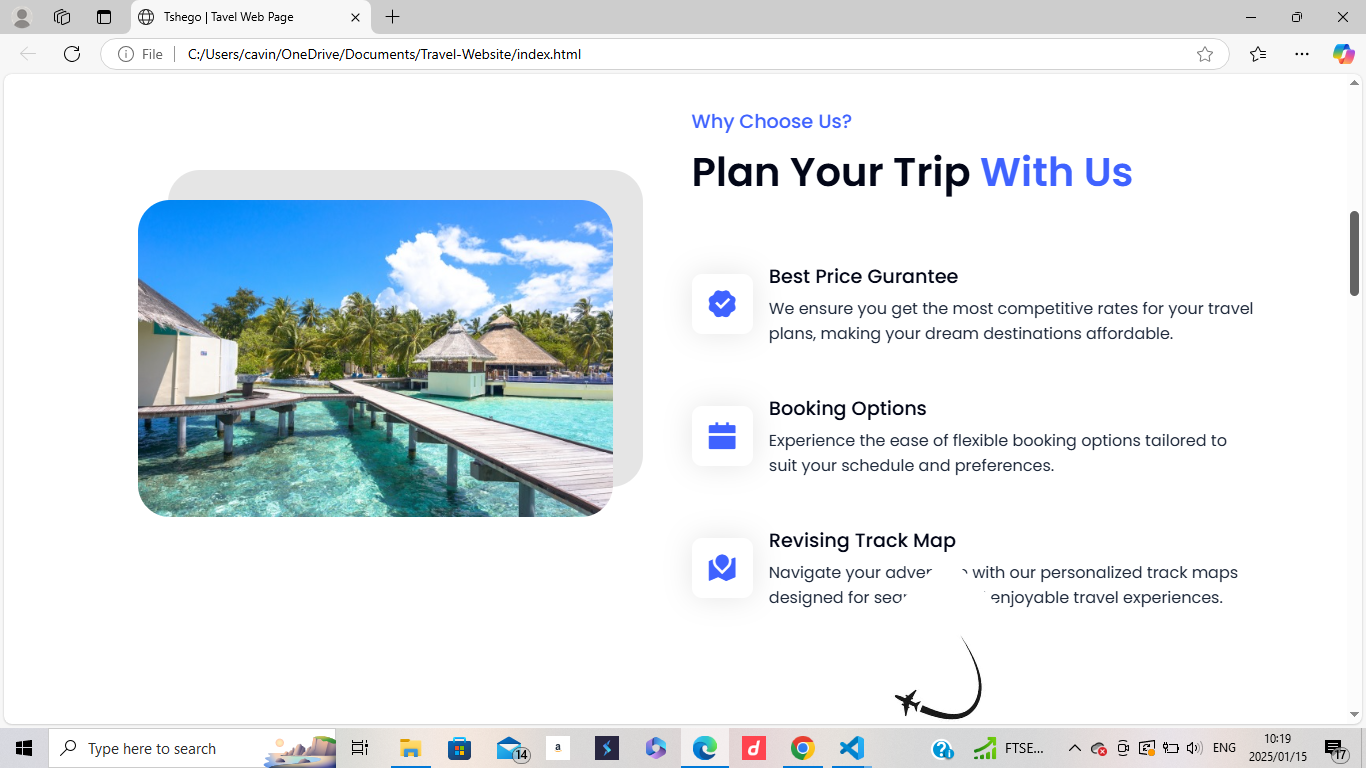 Tshego | Tavel Web Page
File
C:/Users/cavin/OneDrive/Documents/Travel-Website/index.html
Why Choose Us?
Plan Your Trip With Us
Best Price Gurantee
We ensure you get the most competitive rates for your travel
plans, making your dream destinations affordable.
Booking Options
Experience the ease of flexible booking options tailored to
suit your schedule and preferences.
Revising Track Map
Navigate your with our personalized track maps
designed for enjoyable travel experiences.
Type here to search
14
a
d
FTSE...
ENG
10:19
2025/01/15
17